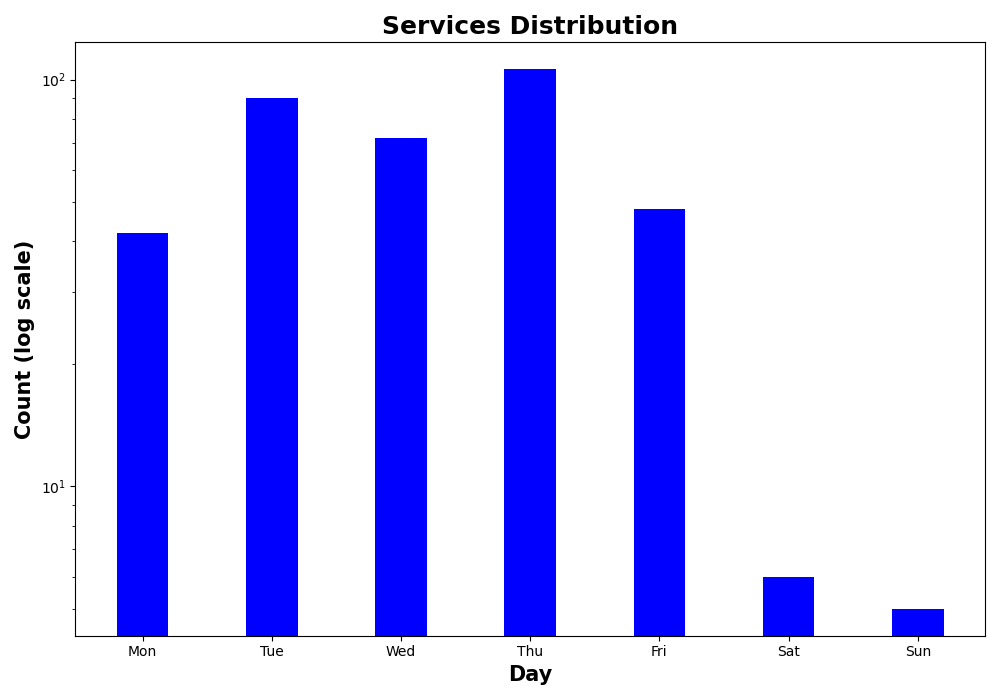 Services Distribution
Count (log scale)
10²
10¹
Mon Tue Wed Thu Fri Sat Sun
Day